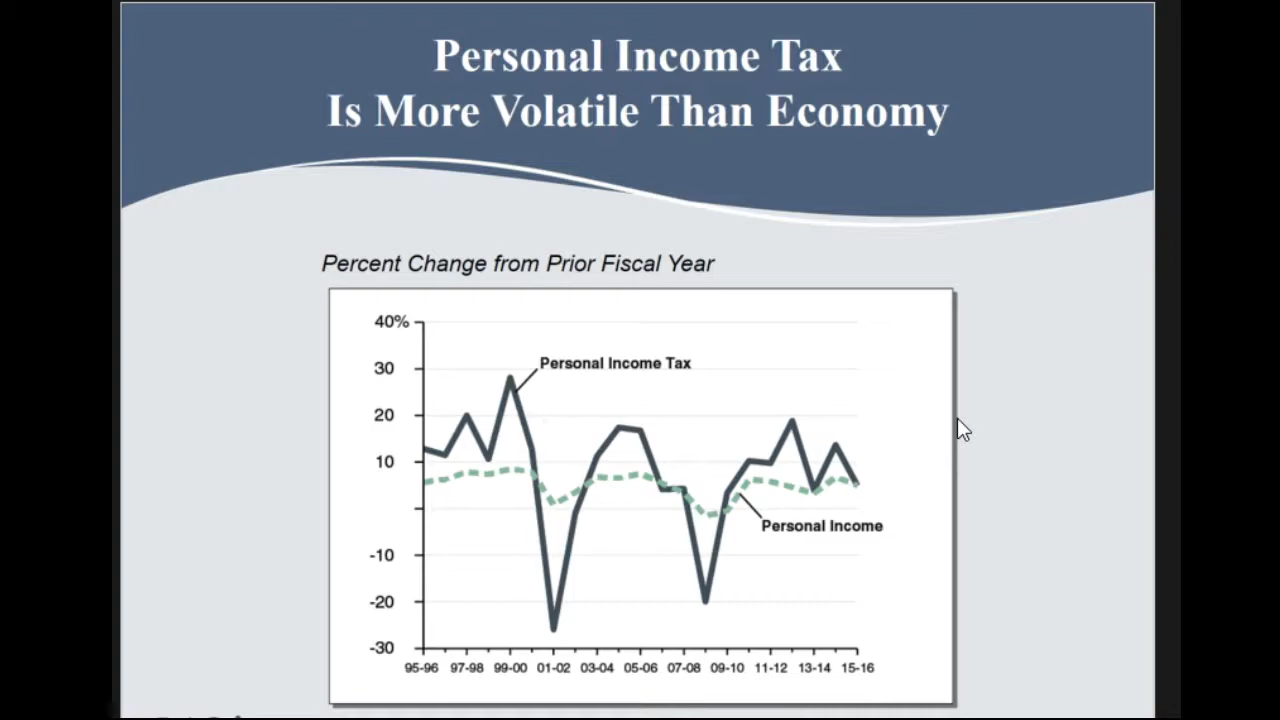 Personal Income Tax
Is More Volatile Than Economy
Percent Change from Prior Fiscal Year
40%
Personal Income Tax
30
20
10
Personal Income
-10
-20
-30
95-96 97-98 99-00 01-02 03-04 05-06 07-08 09-10 11-12 13-14 15-16